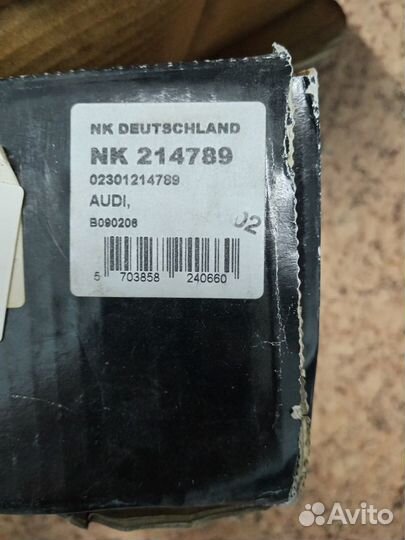 NK DEUTSCHLAND
NK 214789
02301214789
AUDI,
B090206
02
5 703858 240660
Avito